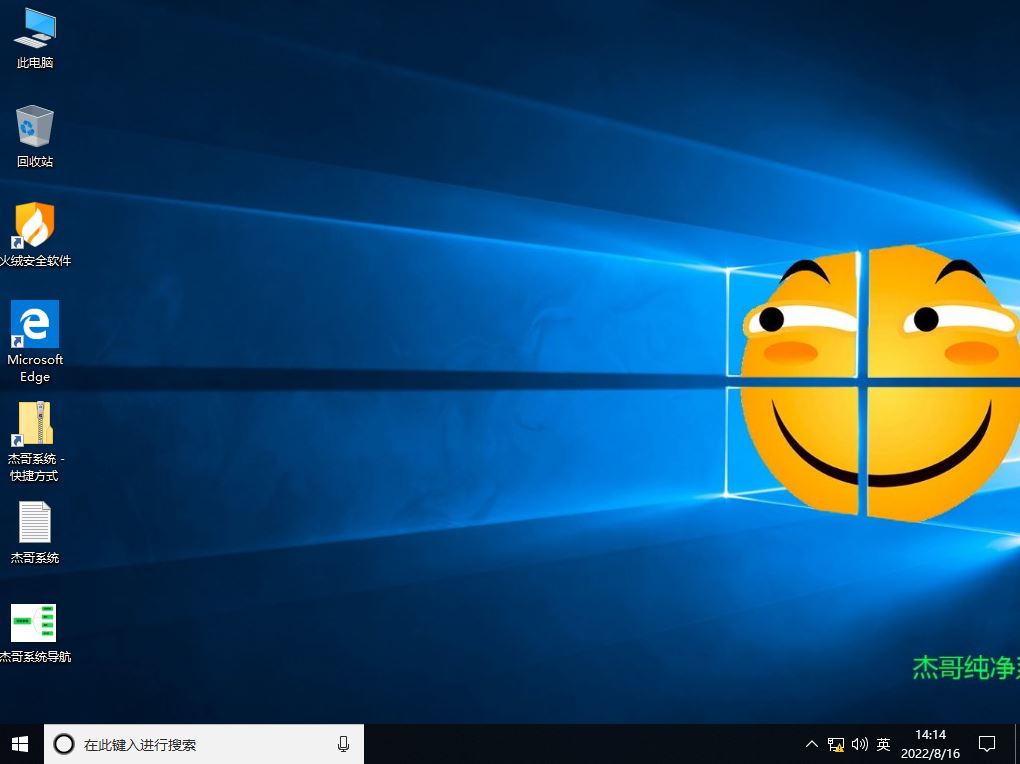 此电脑
回收站
火绒安全软件
Microsoft
Edge
杰哥系统 -
快捷方式
杰哥系统
杰哥系统导航
杰哥纯净
在此键入进行搜索
英
14:14
2022/8/16